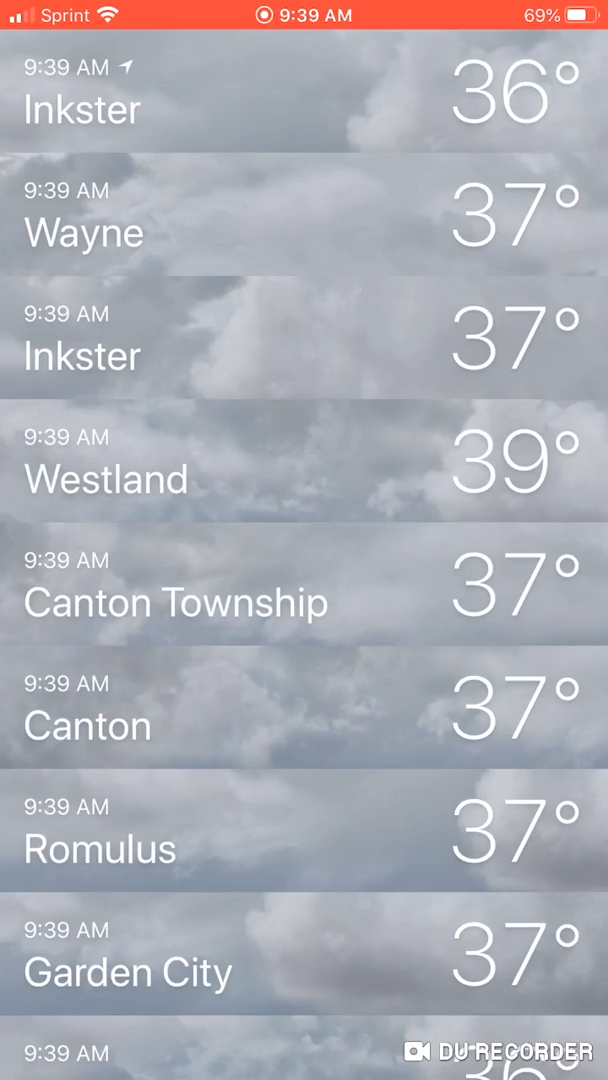 Sprint 9:39 AM 69%
9:39 AM
Inkster 36°
9:39 AM
Wayne 37°
9:39 AM
Inkster 37°
9:39 AM
Westland 39°
9:39 AM
Canton Township 37°
9:39 AM
Canton 37°
9:39 AM
Romulus 37°
9:39 AM
Garden City 37°
9:39 AM
DU RECORDER
36°